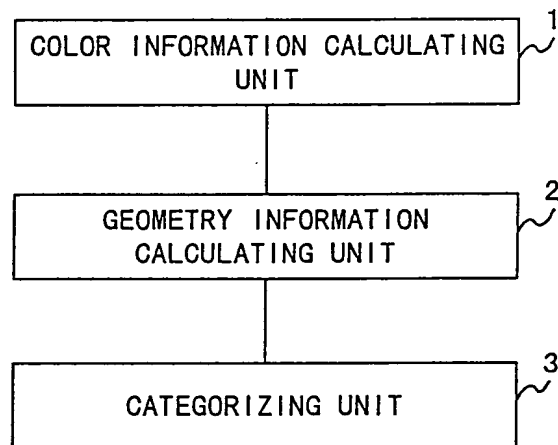 1
COLOR INFORMATION CALCULATING
UNIT
2
GEOMETRY INFORMATION
CALCULATING UNIT
3
CATEGORIZING UNIT